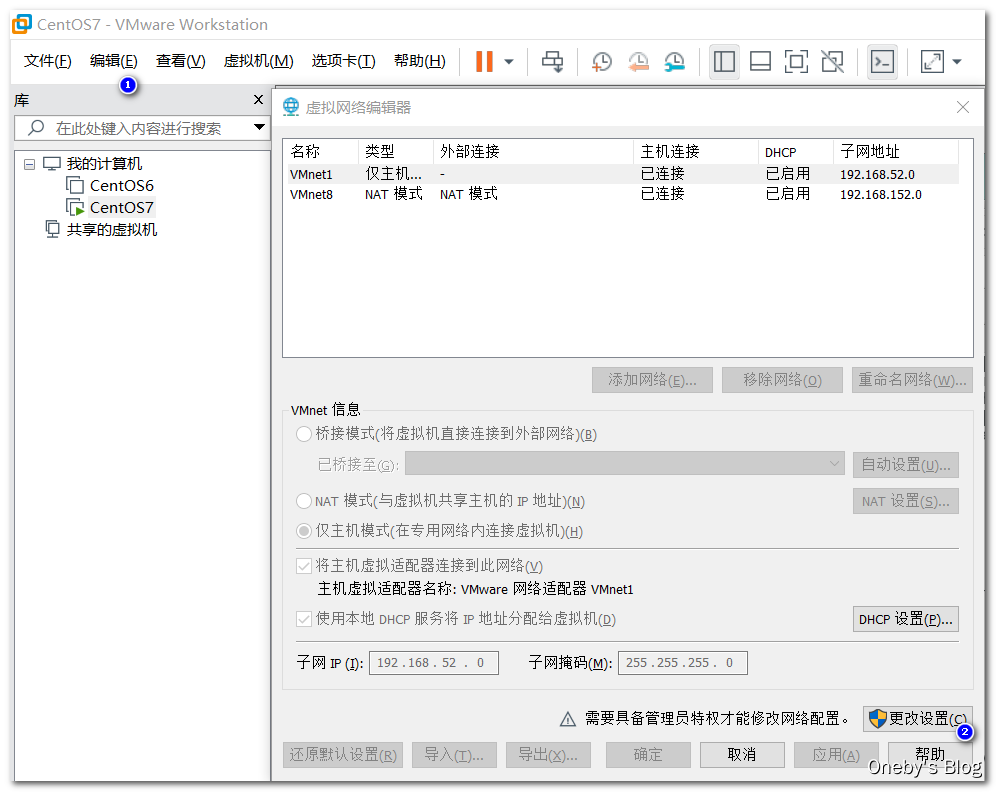 CentOS7 - VMware Workstation
文件(F) 编辑(E) 查看(V) 虚拟机(M) 选项卡(T) 帮助(H)
1
库
在此处键入内容进行搜索
我的计算机
CentOS6
CentOS7
共享的虚拟机
虚拟网络编辑器
名称 类型 外部连接 主机连接 DHCP 子网地址
VMnet1 仅主机... - 已连接 已启用 192.168.52.0
VMnet8 NAT 模式 NAT 模式 已连接 已启用 192.168.152.0
添加网络(E)... 移除网络(O) 重命名网络(W)...
VMnet 信息
桥接模式(将虚拟机直接连接到外部网络)(B)
已桥接至(G): 自动设置(U)...
NAT 模式(与虚拟机共享主机的 IP 地址)(N) NAT 设置(S)...
仅主机模式(在专用网络内连接虚拟机)(H)
将主机虚拟适配器连接到此网络(V)
主机虚拟适配器名称: VMware 网络适配器 VMnet1
使用本地 DHCP 服务将 IP 地址分配给虚拟机(D) DHCP 设置(P)...
子网 IP (I): 192.168. 52 . 0 子网掩码(M): 255.255.255. 0
需要具备管理员特权才能修改网络配置。 更改设置(C)
2
还原默认设置(R) 导入(T)... 导出(X)... 确定 取消 应用(A) 帮助
Oneby's Blog